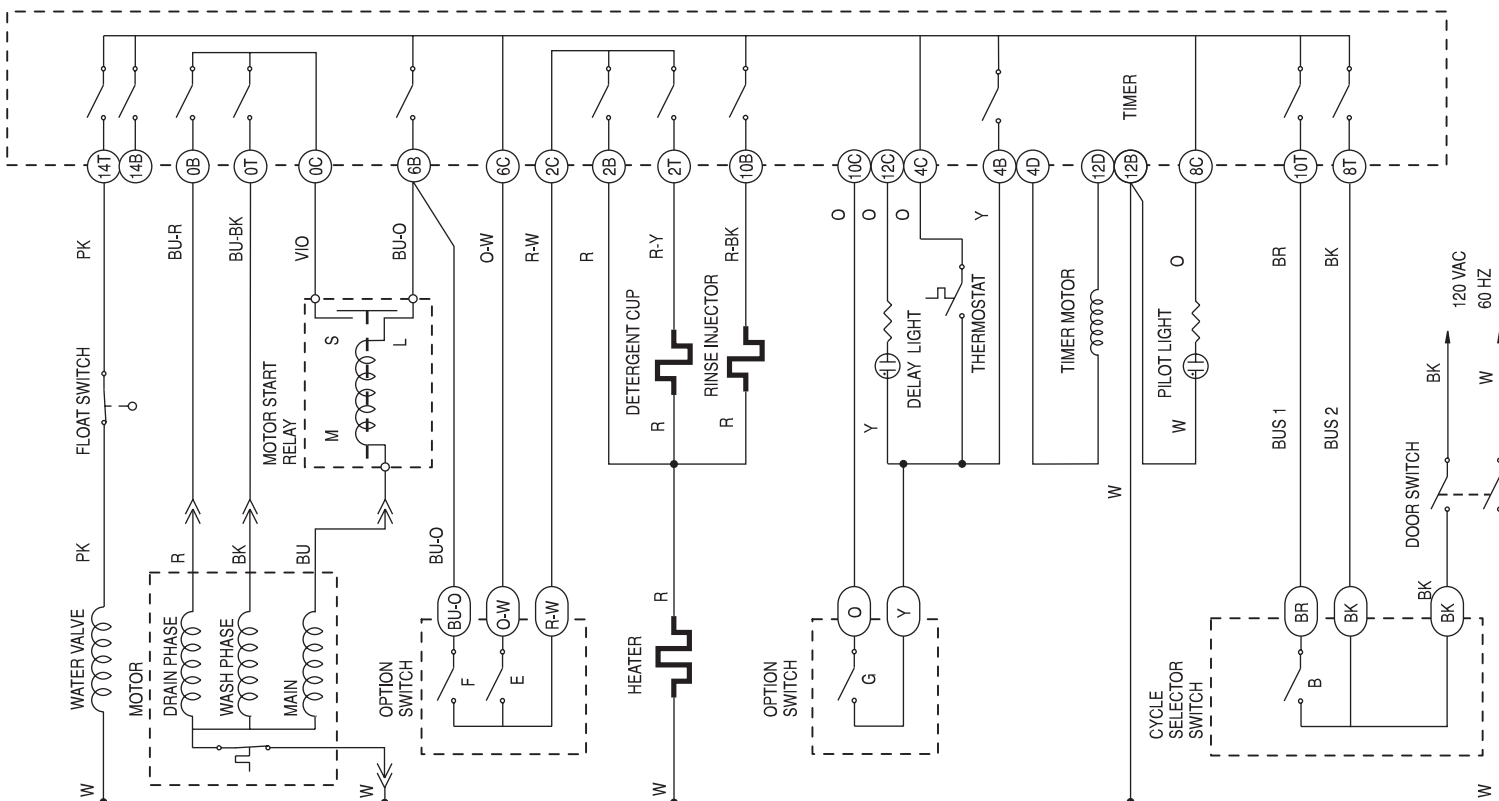 TIMER
14T
14B
0B
0T
0C
6B
6C
2C
2B
2T
10B
10C
12C
4C
4B
4D
12D
12B
8C
10T
8T
PK
BU-R
BU-BK
VIO
BU-O
O-W
R-W
R
R-Y
R-BK
O
O
O
Y
O
BR
BK
120 VAC
60 HZ
FLOAT SWITCH
MOTOR START
RELAY
S
M
L
DETERGENT CUP
RINSE INJECTOR
R
R
DELAY LIGHT
Y
THERMOSTAT
TIMER MOTOR
PILOT LIGHT
W
W
BUS 1
BUS 2
BK
W
DOOR SWITCH
PK
R
BK
BU
BU-O
R
BK
WATER VALVE
MOTOR
DRAIN PHASE
WASH PHASE
MAIN
OPTION
SWITCH
BU-O
O-W
R-W
F
E
HEATER
OPTION
SWITCH
O
Y
G
CYCLE
SELECTOR
SWITCH
BR
BK
BK
B
W
W
W
W